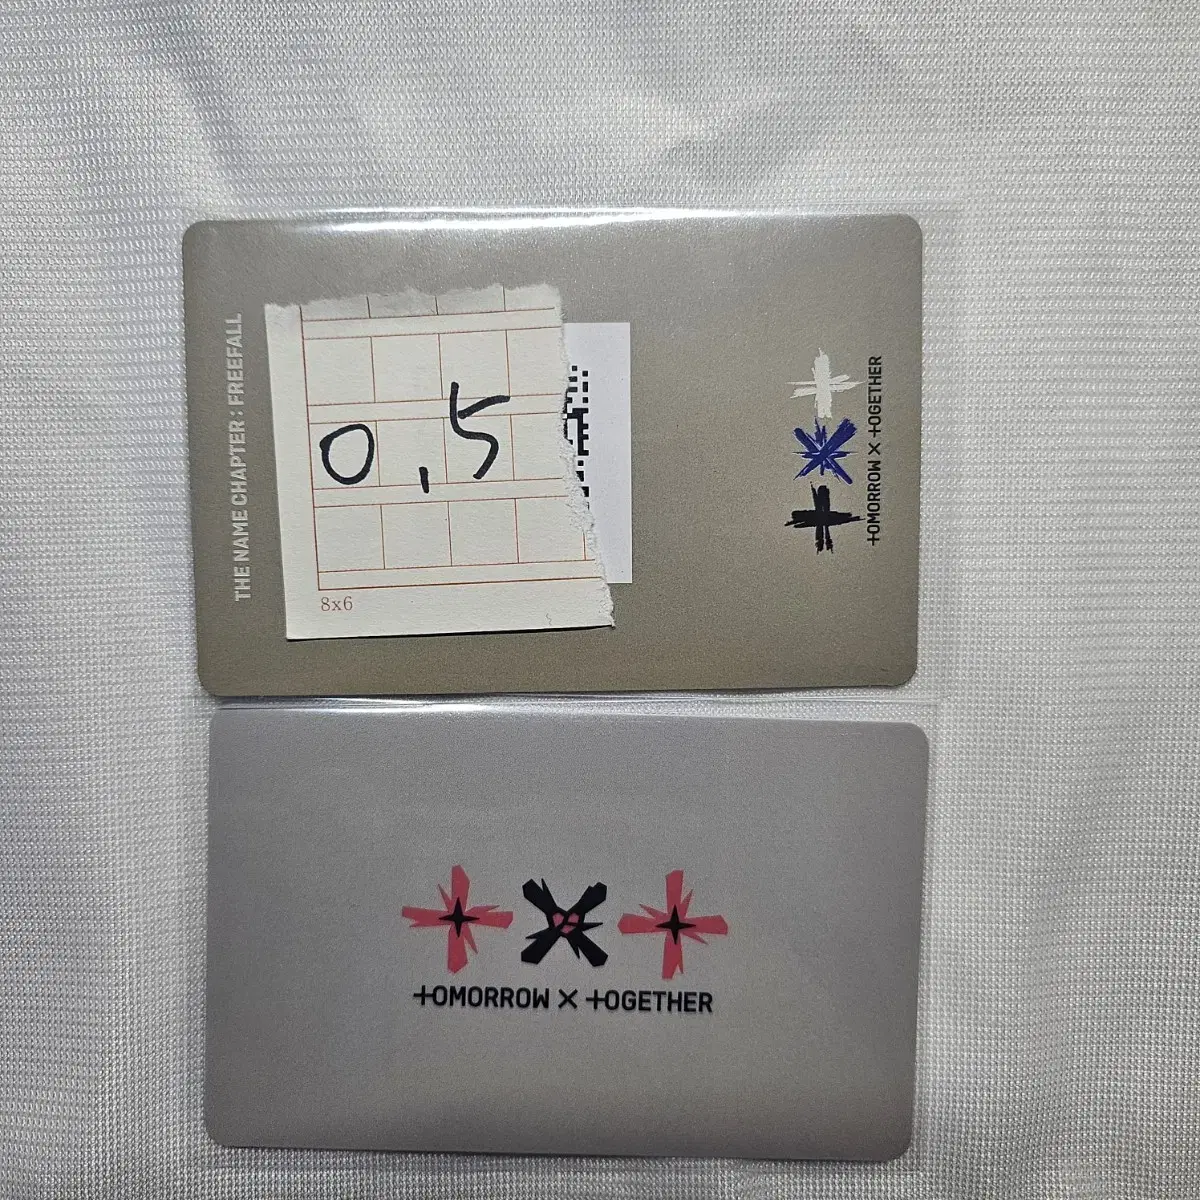 THE NAME CHAPTER : FREEFALL
0,5
8x6
TOMORROW X TOGETHER
TOMORROW X TOGETHER